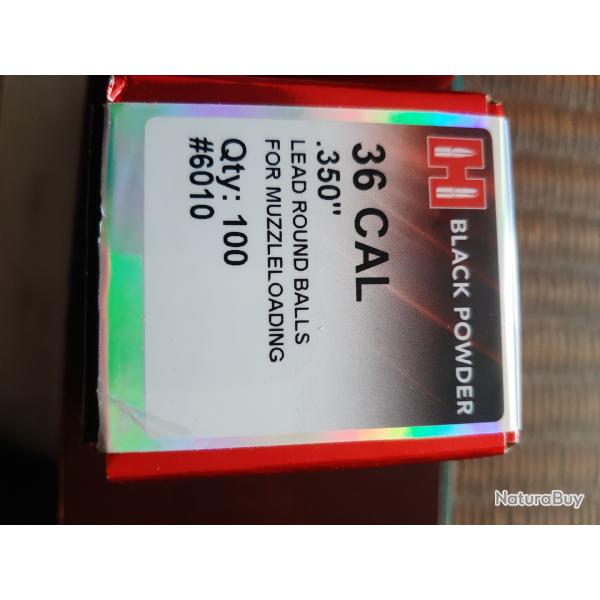 H
BLACK POWDER
36 CAL
.350"
LEAD ROUND BALLS
FOR MUZZLELOADING
Qty: 100
#6010
NaturaBuy